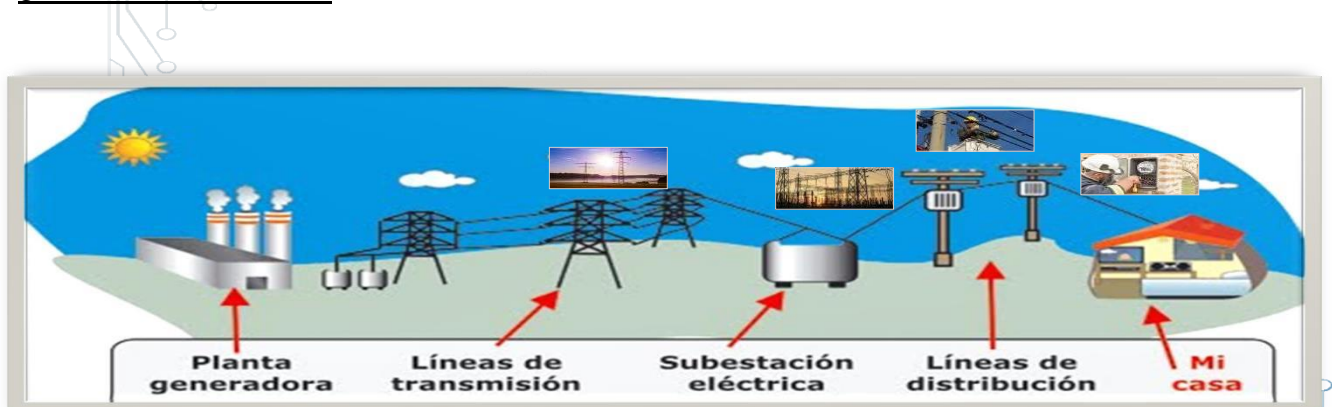 Planta
generadora
Líneas de
transmisión
Subestación
eléctrica
Líneas de
distribución
Mi
casa